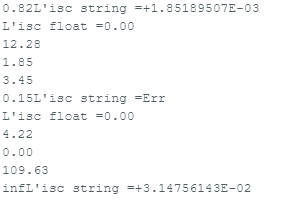 0.82L'isc string =+1.85189507E-03
L'isc float =0.00
12.28
1.85
3.45
0.15L'isc string =Err
L'isc float =0.00
4.22
0.00
109.63
infL'isc string =+3.14756143E-02